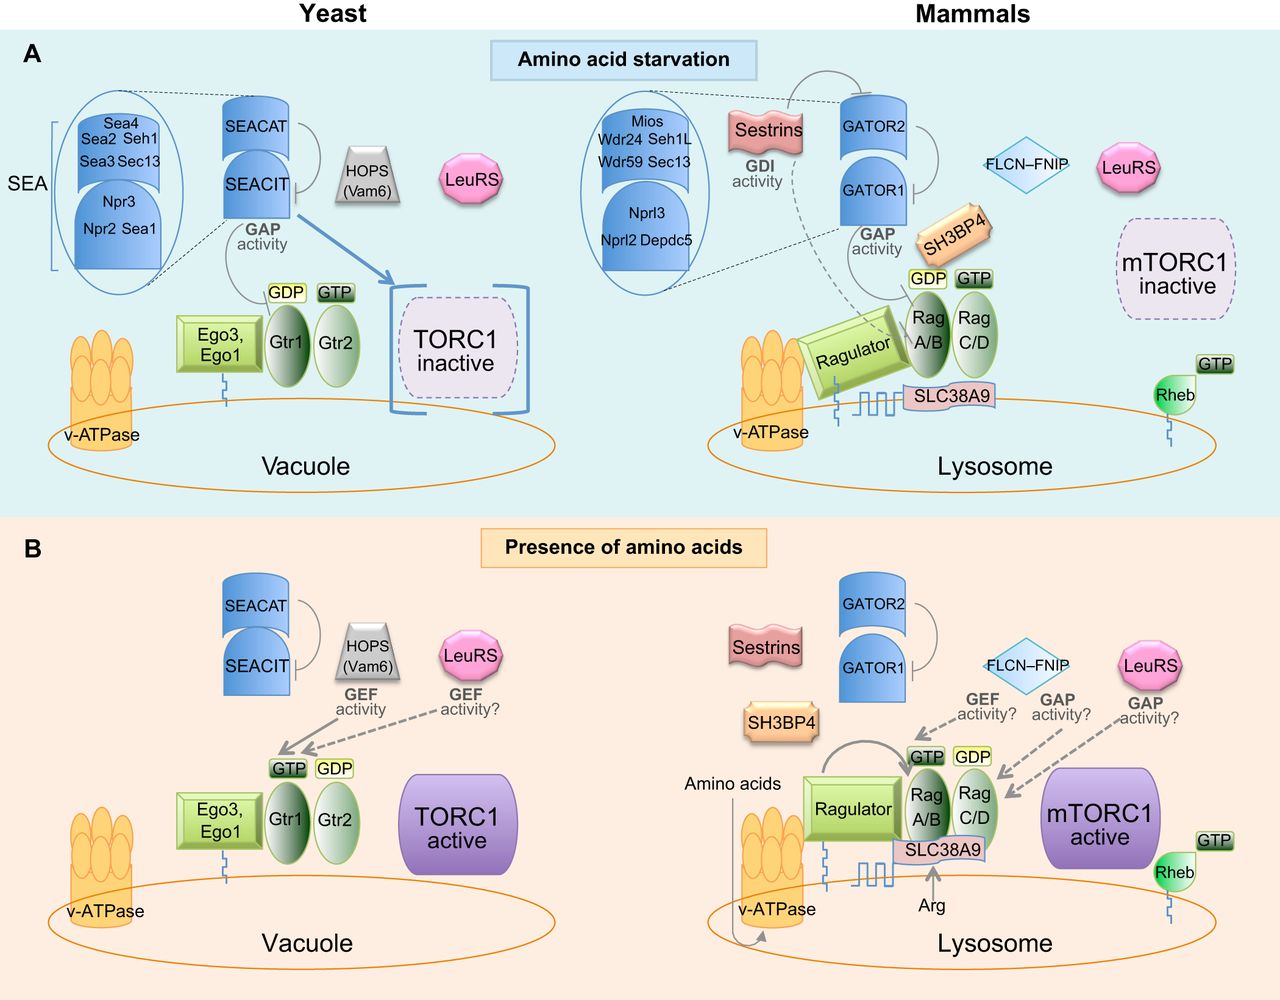 Yeast
Mammals
A
Amino acid starvation
Sea4
Sea2 Seh1
Sea3 Sec13
Npr3
Npr2 Sea1
SEA
SEACAT
SEACIT
GAP
activity
HOPS
(Vam6)
LeuRS
GDP
GTP
Ego3,
Ego1
Gtr1
Gtr2
TORC1
inactive
v-ATPase
Vacuole
Mios
Wdr24 Seh1L
Wdr59 Sec13
Nprl3
Nprl2 Depdc5
Sestrins
GDI
activity
GATOR2
GATOR1
GAP
activity
SH3BP4
FLCN–FNIP
LeuRS
mTORC1
inactive
GDP
GTP
Rag
A/B
Rag
C/D
Ragulator
SLC38A9
v-ATPase
Lysosome
GTP
Rheb
B
Presence of amino acids
SEACAT
SEACIT
HOPS
(Vam6)
GEF
activity
LeuRS
GEF
activity?
GTP
GDP
Ego3,
Ego1
Gtr1
Gtr2
TORC1
active
v-ATPase
Vacuole
Sestrins
SH3BP4
GATOR2
GATOR1
FLCN–FNIP
GEF
activity?
GAP
activity?
LeuRS
GAP
activity?
Amino acids
GTP
GDP
Ragulator
Rag
A/B
Rag
C/D
SLC38A9
Arg
mTORC1
active
GTP
Rheb
v-ATPase
Lysosome